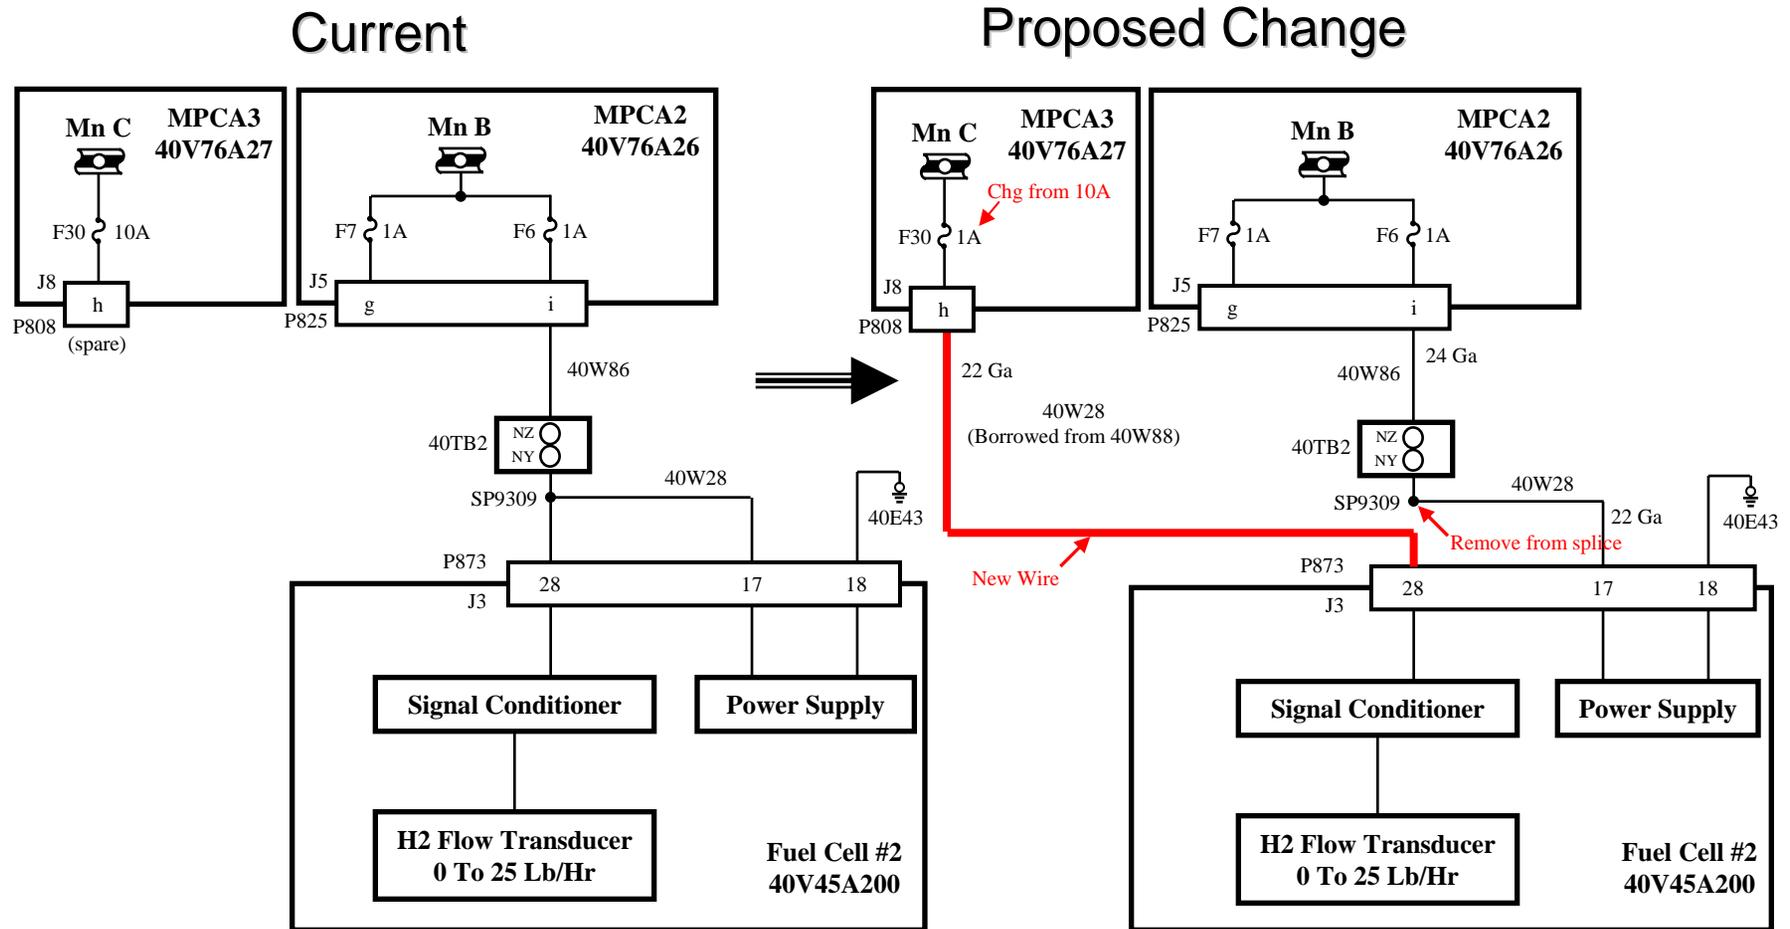 Current
Mn C
MPCA3
40V76A27
F30
10A
J8
h
P808
(spare)
Mn B
MPCA2
40V76A26
F7
1A
F6
1A
J5
g
i
P825
40W86
40TB2
NZ
NY
SP9309
40W28
40E43
P873
28
17
18
J3
Signal Conditioner
Power Supply
H2 Flow Transducer
0 To 25 Lb/Hr
Fuel Cell #2
40V45A200
Proposed Change
Mn C
MPCA3
40V76A27
Chg from 10A
F30
1A
J8
h
P808
22 Ga
40W28
(Borrowed from 40W88)
New Wire
Mn B
MPCA2
40V76A26
F7
1A
F6
1A
J5
g
i
P825
24 Ga
40W86
40TB2
NZ
NY
SP9309
40W28
22 Ga
40E43
Remove from splice
P873
28
17
18
J3
Signal Conditioner
Power Supply
H2 Flow Transducer
0 To 25 Lb/Hr
Fuel Cell #2
40V45A200